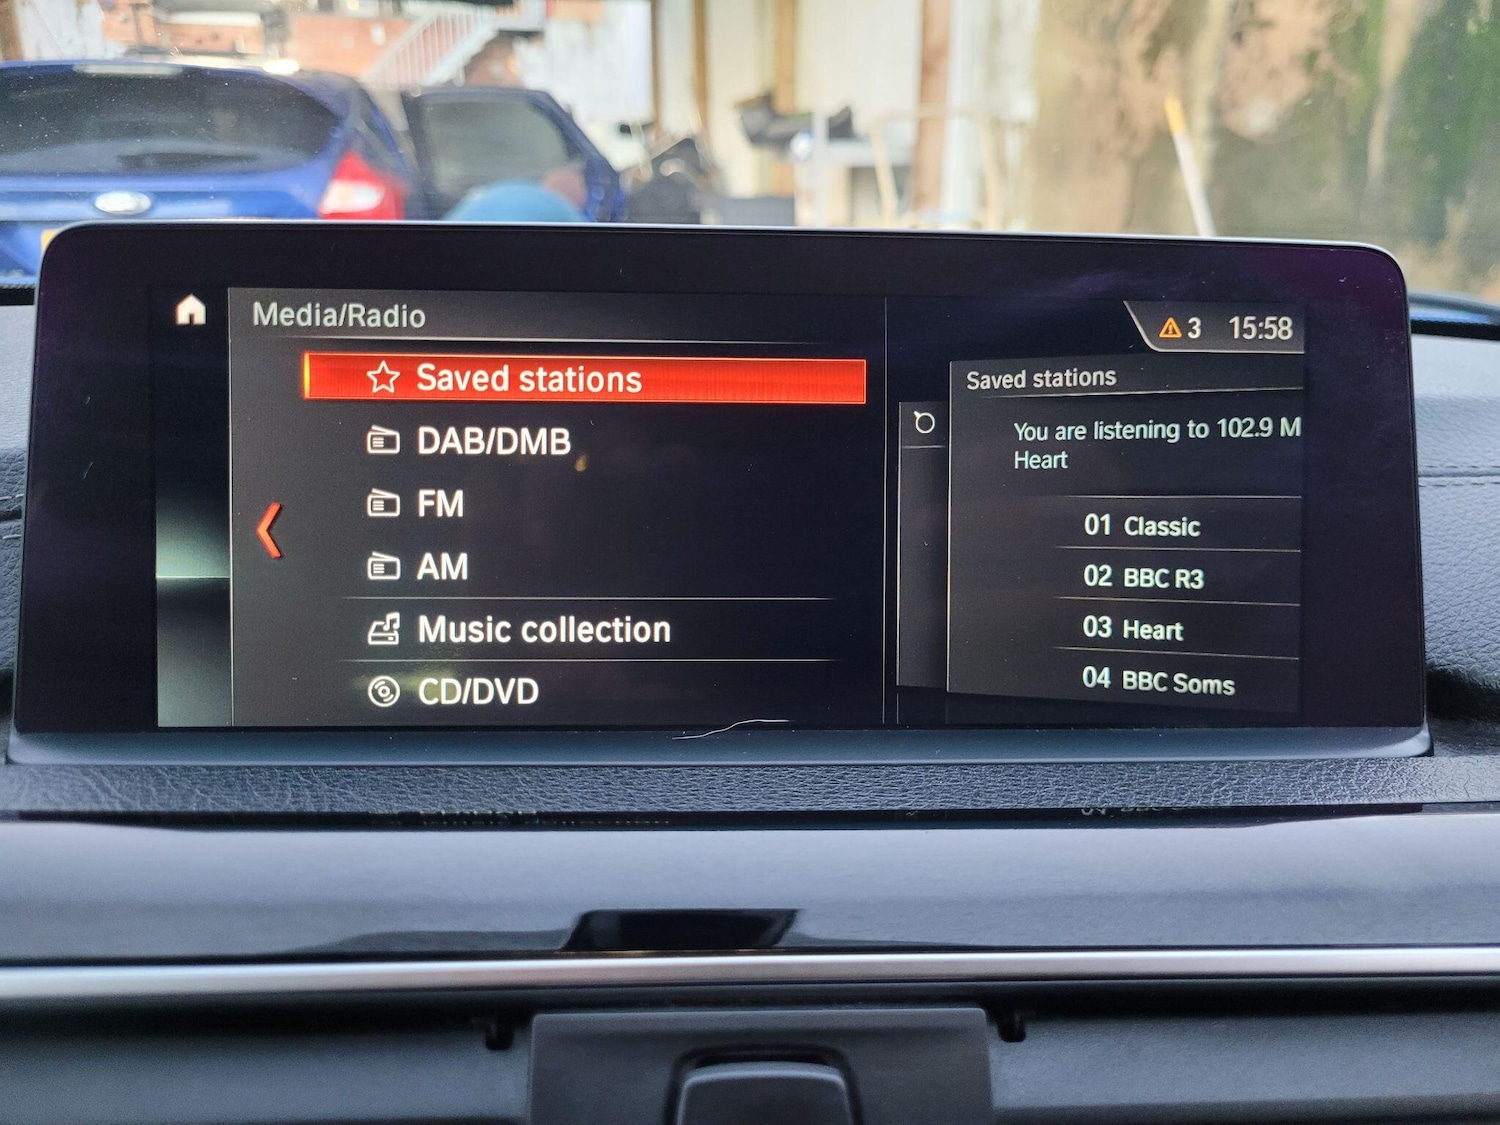 Media/Radio
3 15:58
Saved stations
DAB/DMB
FM
AM
Music collection
CD/DVD
Saved stations
You are listening to 102.9 M
Heart
01 Classic
02 BBC R3
03 Heart
04 BBC Soms